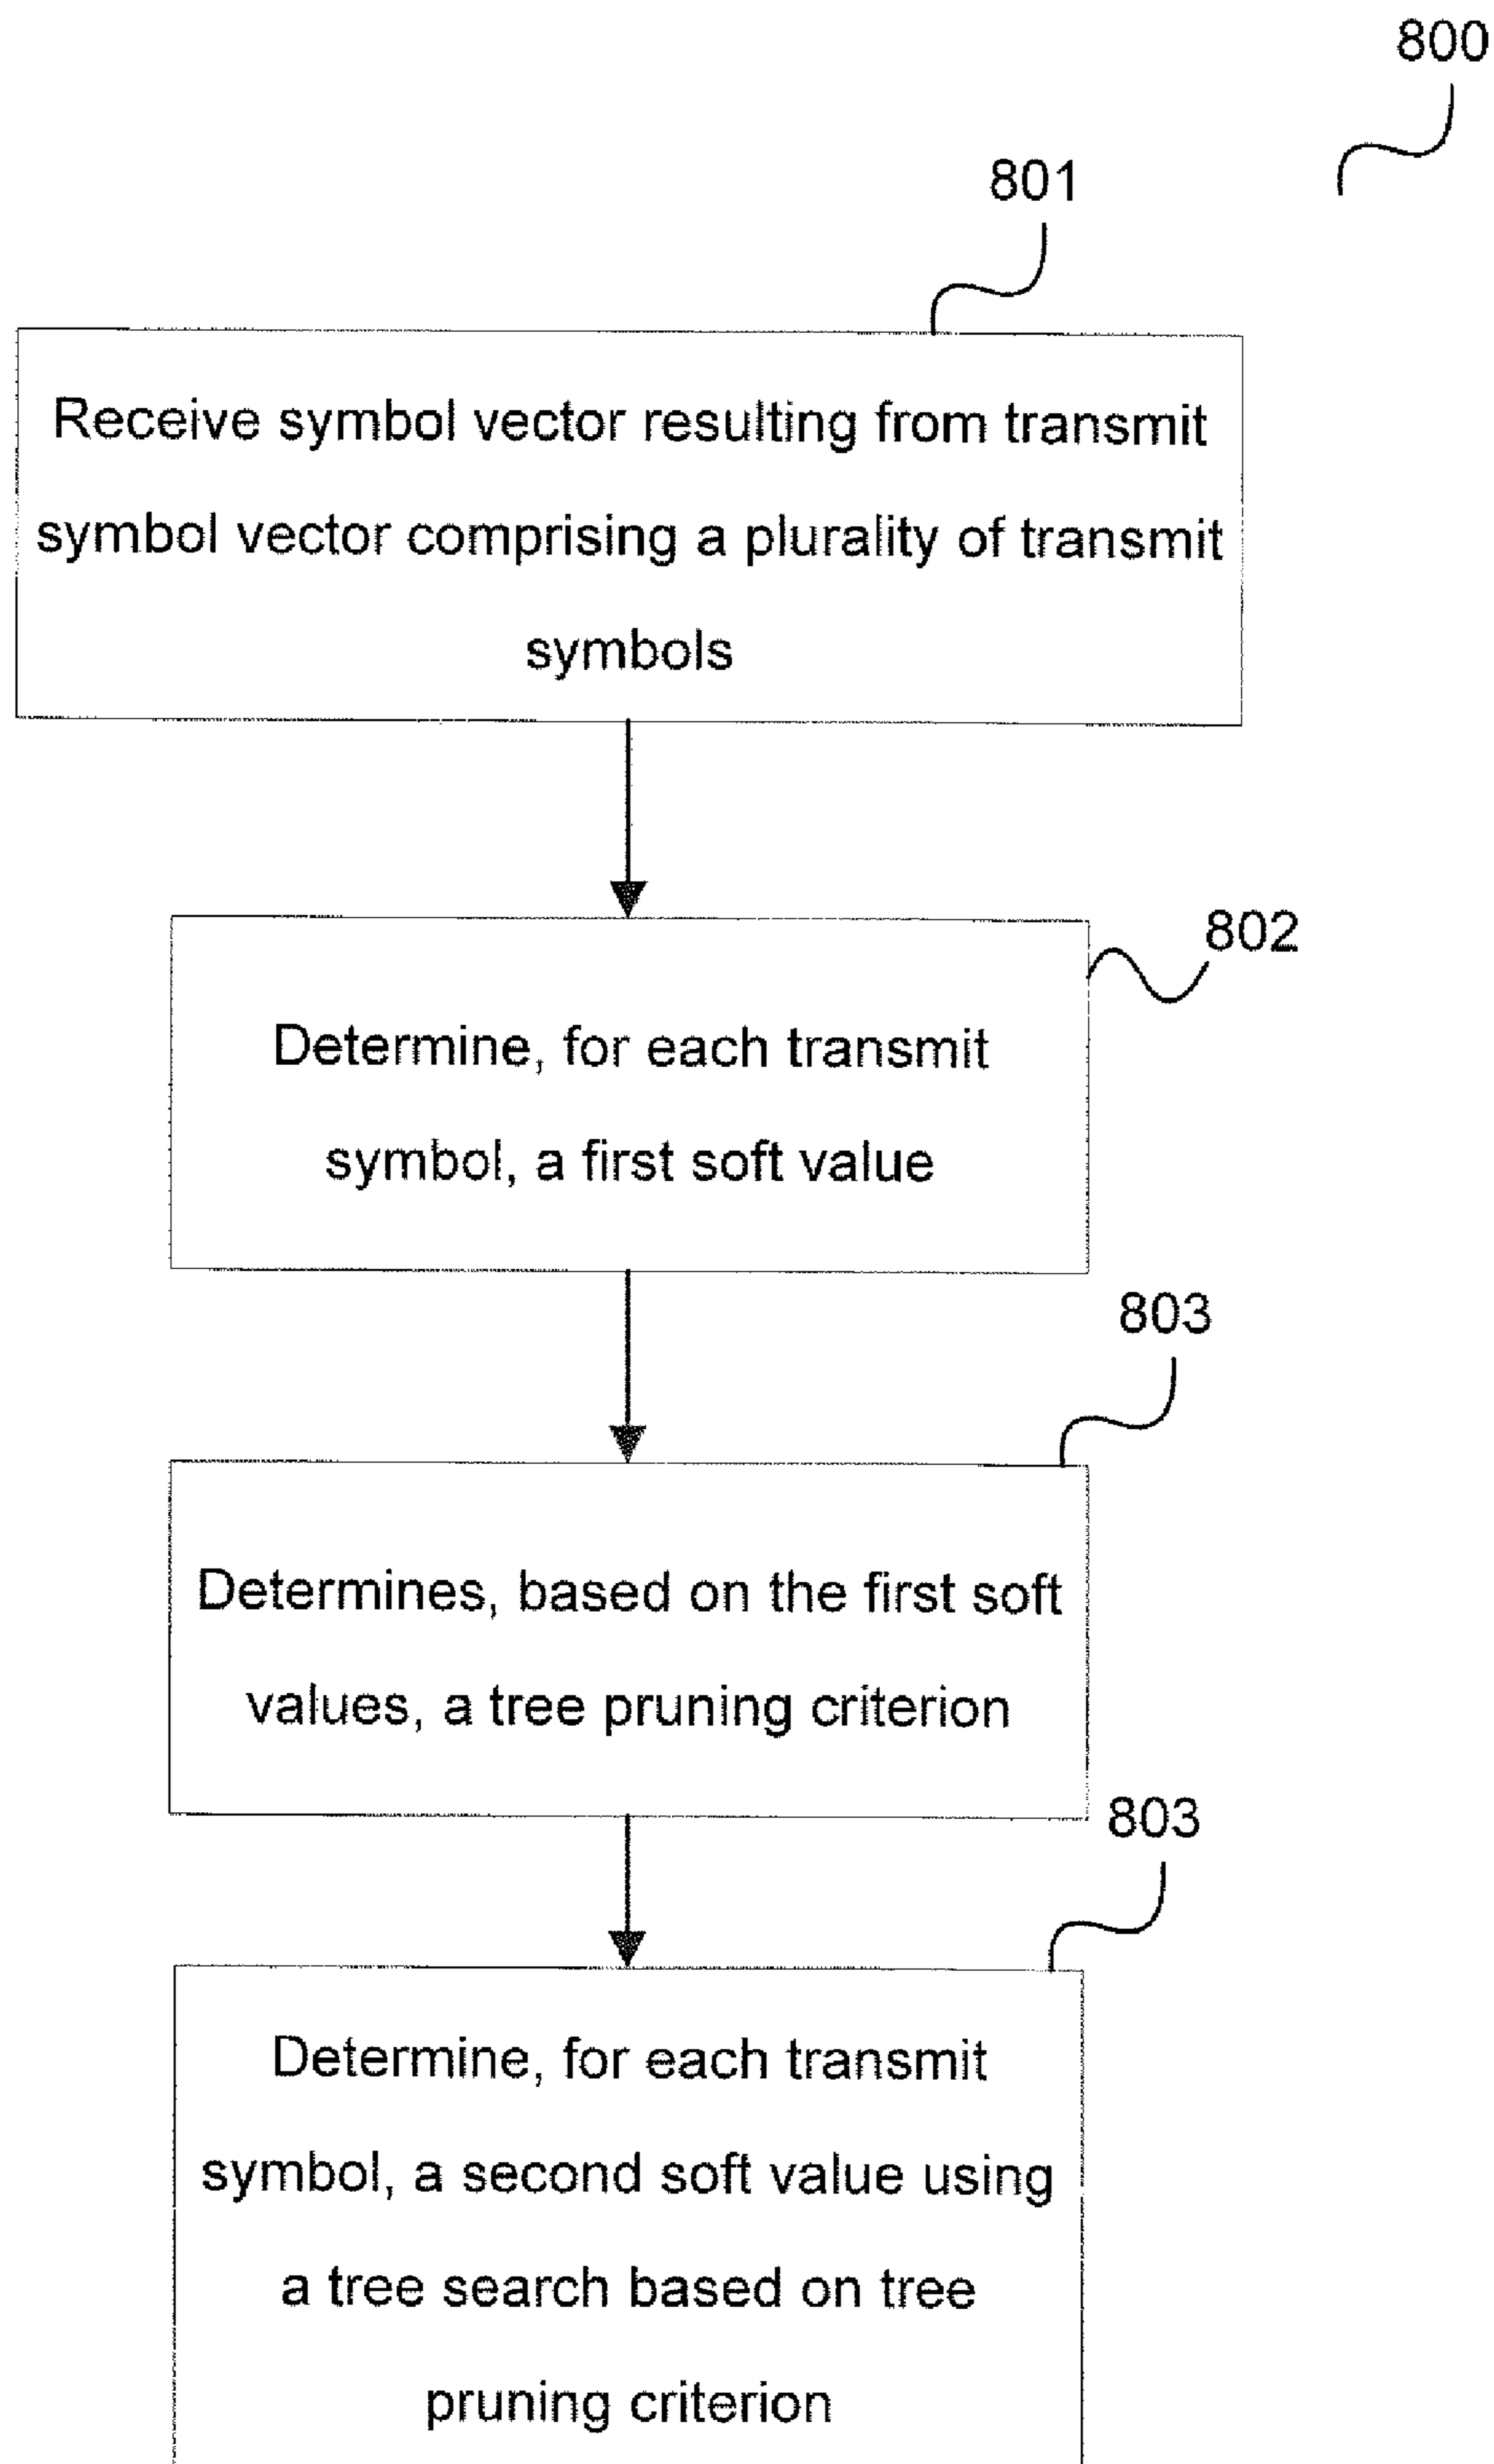 800
801
Receive symbol vector resulting from transmit
symbol vector comprising a plurality of transmit
symbols
802
Determine, for each transmit
symbol, a first soft value
803
Determines, based on the first soft
values, a tree pruning criterion
803
Determine, for each transmit
symbol, a second soft value using
a tree search based on tree
pruning criterion